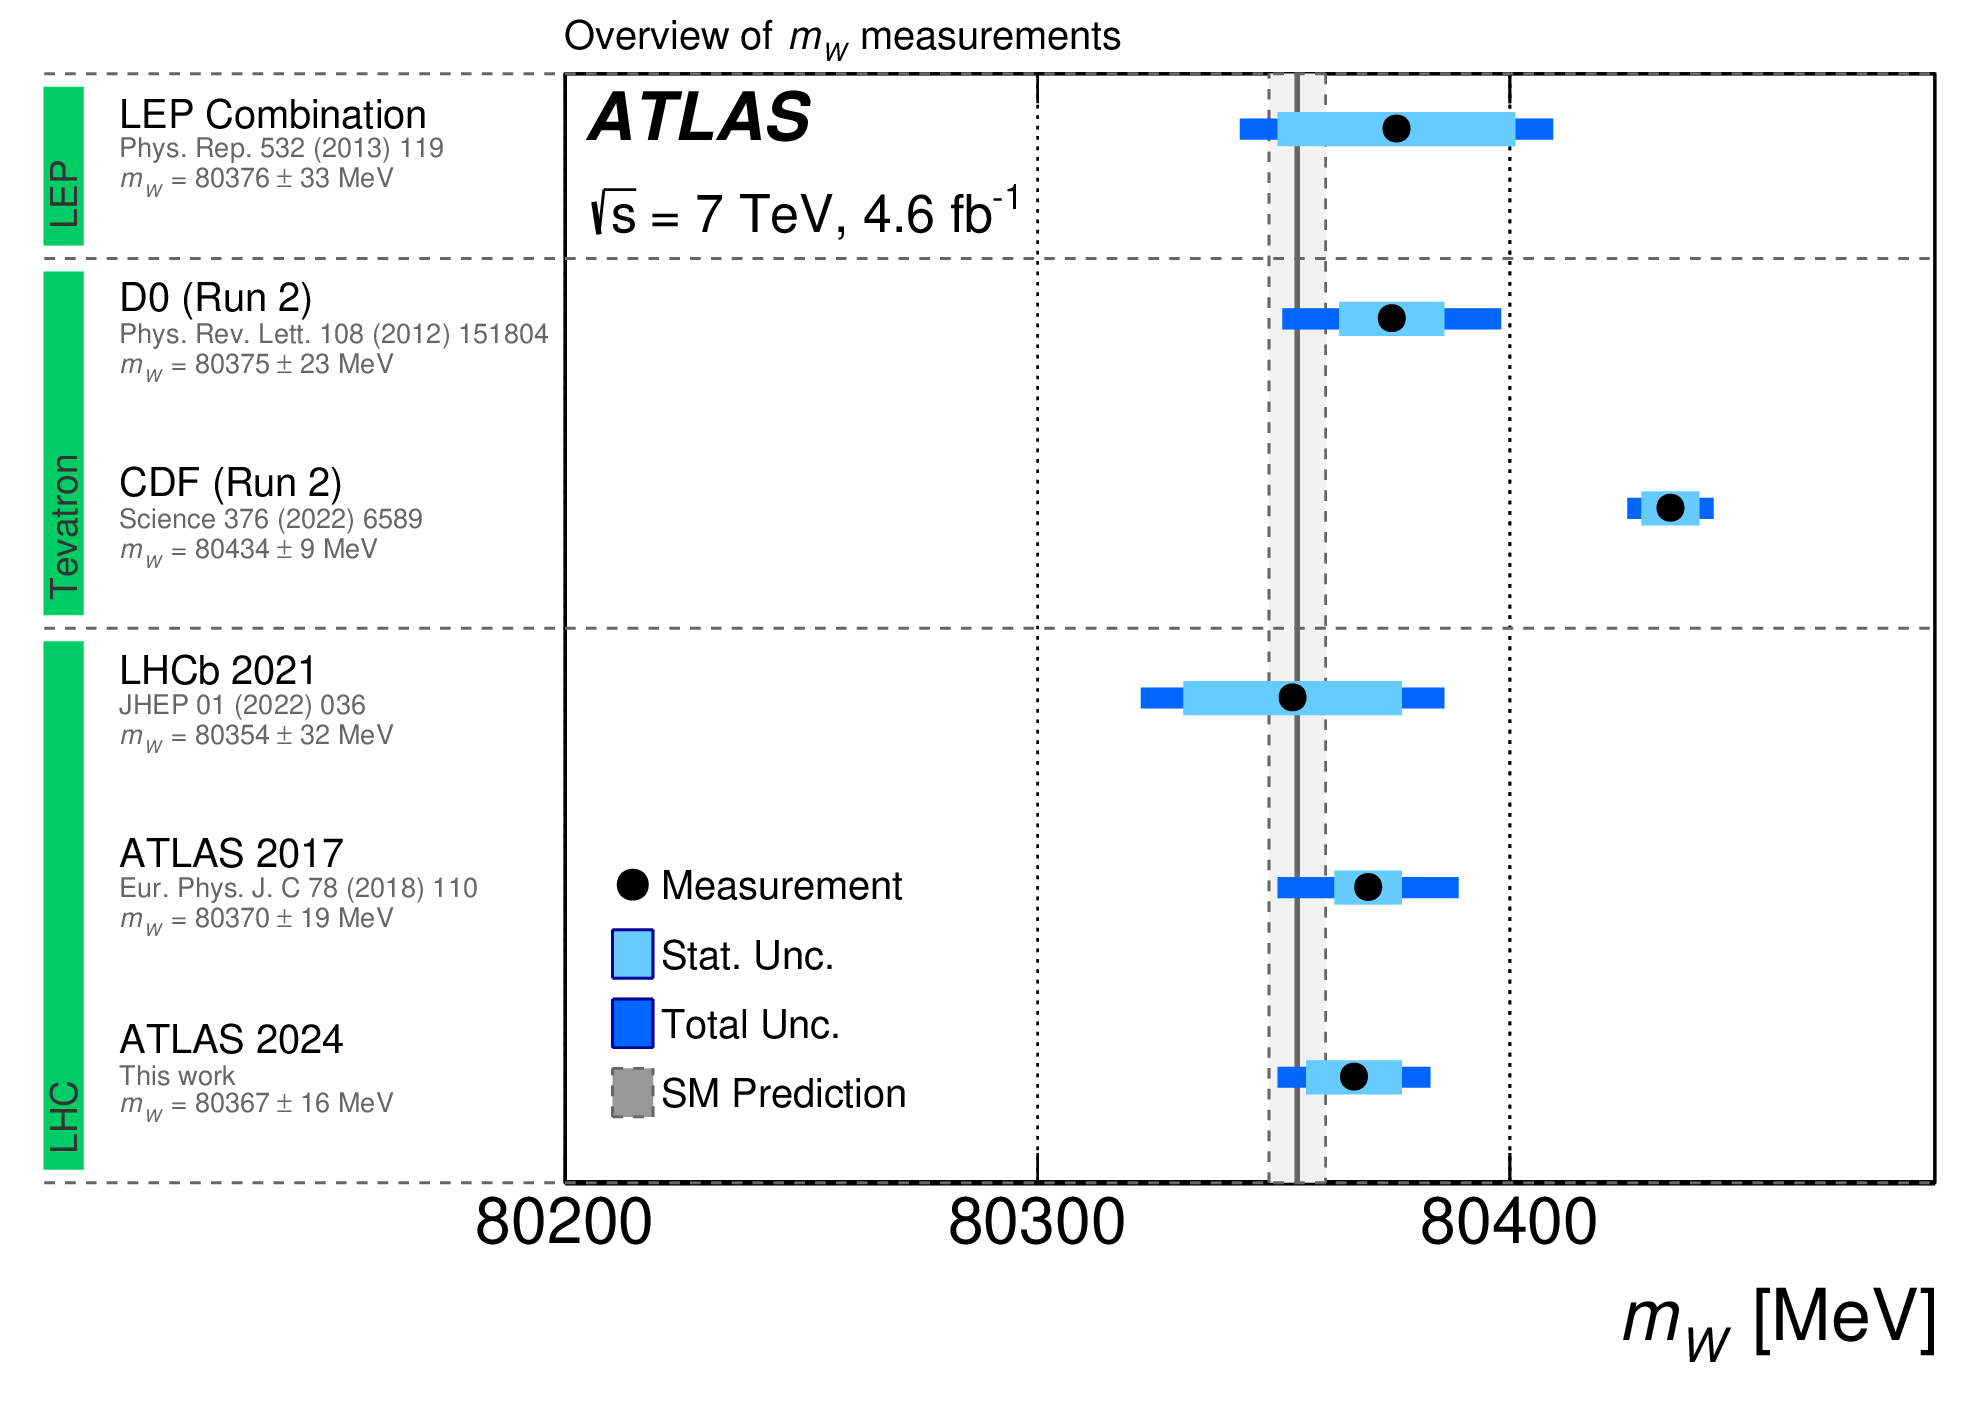 Overview of m_W measurements
LEP
LEP Combination
Phys. Rep. 532 (2013) 119
m_W = 80376 ± 33 MeV
ATLAS
√s = 7 TeV, 4.6 fb⁻¹
Tevatron
D0 (Run 2)
Phys. Rev. Lett. 108 (2012) 151804
m_W = 80375 ± 23 MeV
CDF (Run 2)
Science 376 (2022) 6589
m_W = 80434 ± 9 MeV
LHC
LHCb 2021
JHEP 01 (2022) 036
m_W = 80354 ± 32 MeV
ATLAS 2017
Eur. Phys. J. C 78 (2018) 110
m_W = 80370 ± 19 MeV
ATLAS 2024
This work
m_W = 80367 ± 16 MeV
Measurement
Stat. Unc.
Total Unc.
SM Prediction
80200 80300 80400
m_W [MeV]